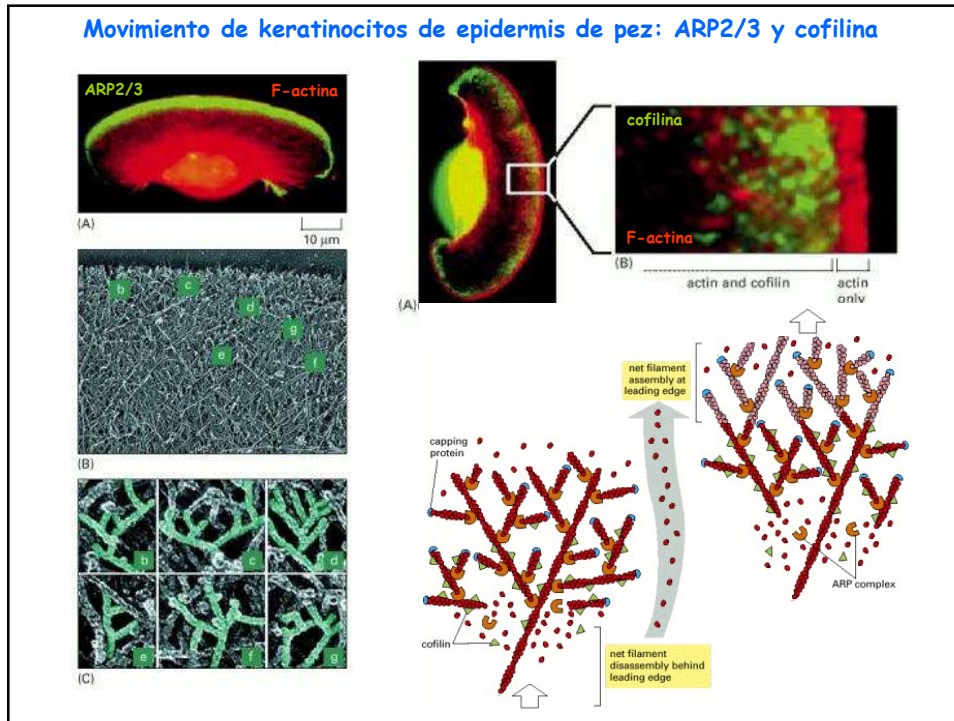 Movimiento de keratinocitos de epidermis de pez: ARP2/3 y cofilina
ARP2/3 F-actina
(A)
10 μm
b
c
d
g
e
f
(B)
b
c
d
e
f
g
(C)
(A)
cofilina
F-actina
(B)
actin and cofilin
actin
only
net filament
assembly at
leading edge
capping
protein
cofilin
net filament
disassembly behind
leading edge
ARP complex